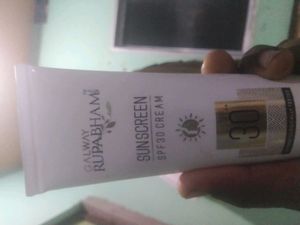 GALWAY
RUPABHAM
SUNSCREEN
SPF 30 CREAM
30+